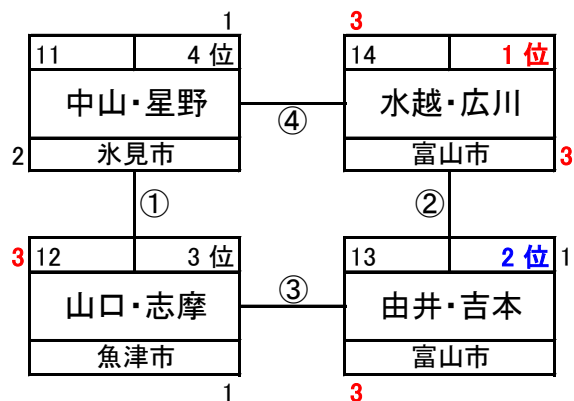 1 3
11 4位 14 1位
中山・星野 ④ 水越・広川
2 氷見市 富山市 3
① ②
3 12 3位 13 2位 1
山口・志摩 ③ 由井・吉本
魚津市 富山市
1 3